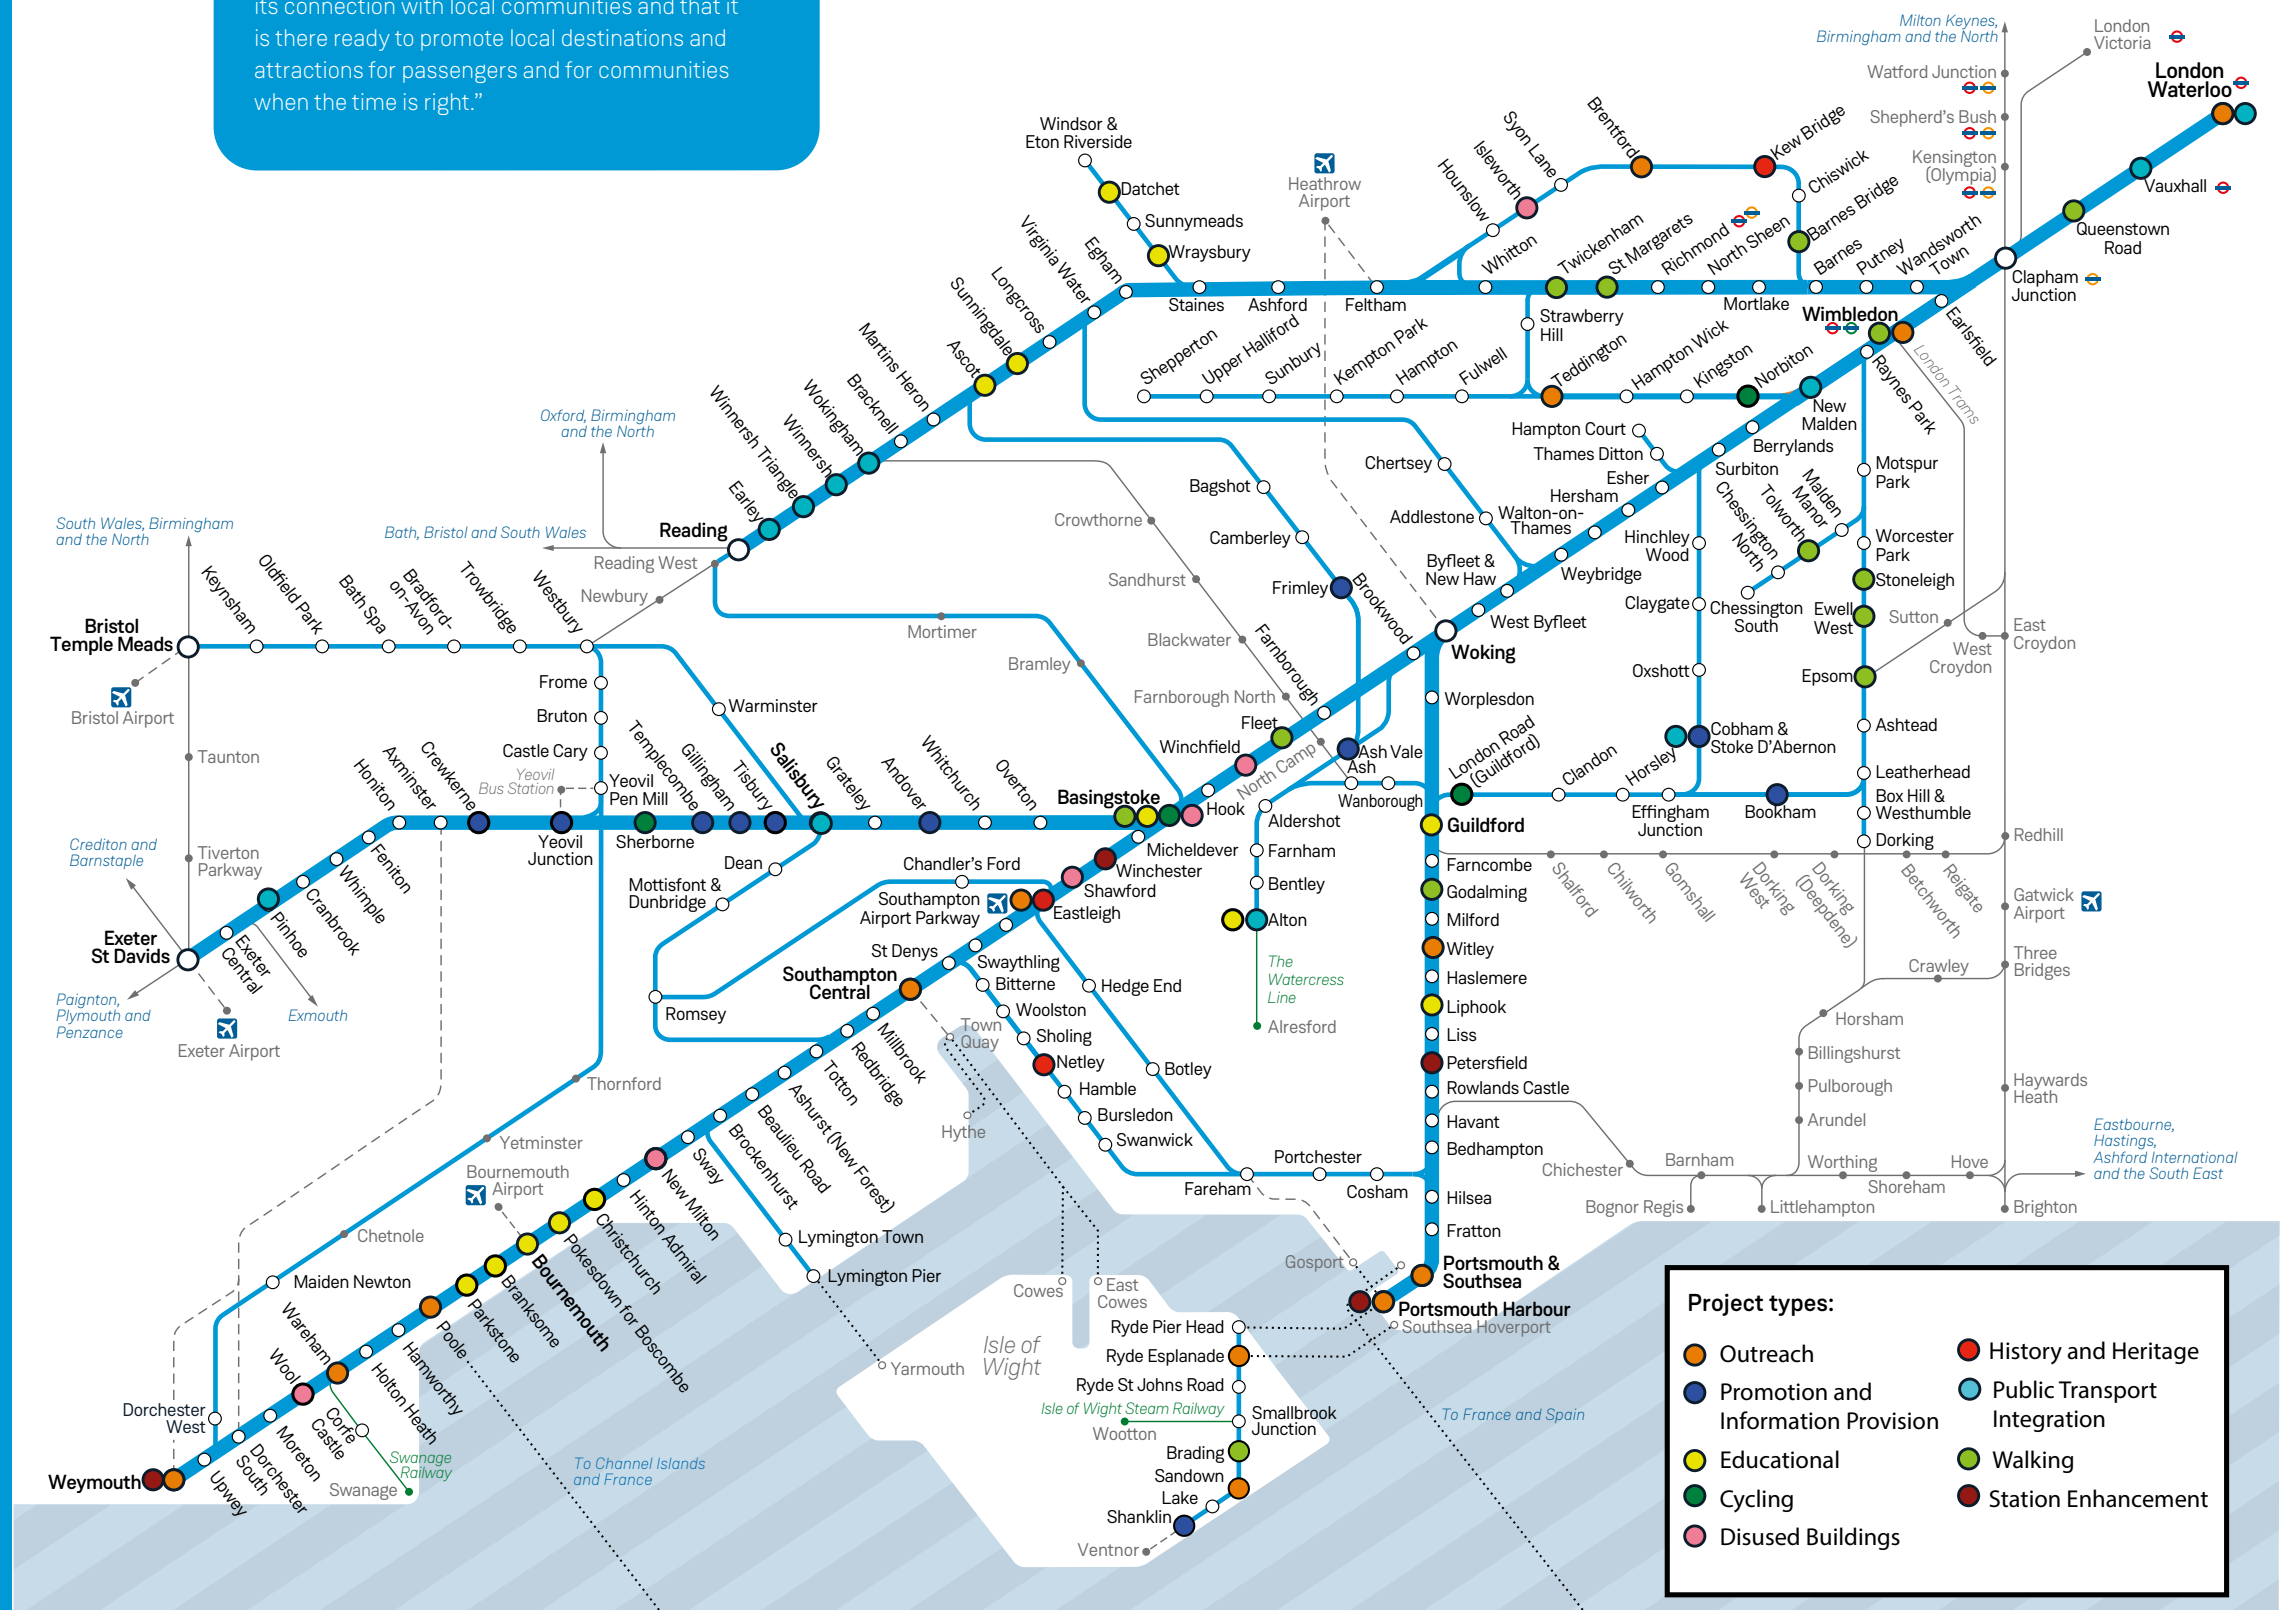 its connection with local communities and that it
is there ready to promote local destinations and
attractions for passengers and for communities
when the time is right.”
Milton Keynes,
Birmingham and the North
London
Victoria
Watford Junction
London
Waterloo
Shepherd's Bush
Kensington
(Olympia)
Vauxhall
Queenstown
Road
Clapham
Junction
Windsor &
Eton Riverside
Datchet
Sunnymeads
Wraysbury
Heathrow
Airport
Hounslow
Isleworth
Syon Lane
Brentford
Kew Bridge
Chiswick
Barnes Bridge
Virginia Water
Egham
Staines
Ashford
Feltham
Whitton
Twickenham
St Margarets
Richmond
North Sheen
Mortlake
Barnes
Putney
Wandsworth
Town
Earlsfield
Wimbledon
London Trams
Raynes Park
Strawberry
Hill
Shepperton
Upper Halliford
Sunbury
Kempton Park
Hampton
Fulwell
Teddington
Hampton Wick
Kingston
Norbiton
New
Malden
Berrylands
Surbiton
Hampton Court
Thames Ditton
Esher
Hersham
Walton-on-
Thames
Weybridge
Byfleet &
New Haw
West Byfleet
Woking
Chertsey
Addlestone
Longcross
Sunningdale
Ascot
Martins Heron
Bracknell
Wokingham
Winnersh
Winnersh Triangle
Earley
Reading
Oxford, Birmingham
and the North
Bath, Bristol and South Wales
Reading West
Newbury
South Wales, Birmingham
and the North
Bristol
Temple Meads
Bristol Airport
Keynsham
Oldfield Park
Bath Spa
Bradford-
on-Avon
Trowbridge
Westbury
Frome
Bruton
Castle Cary
Yeovil
Bus Station
Yeovil
Pen Mill
Warminster
Mortimer
Bramley
Crowthorne
Sandhurst
Blackwater
Farnborough North
North Camp
Bagshot
Camberley
Frimley
Brookwood
Farnborough
Fleet
Winchfield
Hook
Ash Vale
Ash
Wanborough
Aldershot
Farnham
Bentley
Alton
The
Watercress
Line
Alresford
Motspur
Park
Malden
Manor
Tolworth
Chessington
North
Chessington
South
Worcester
Park
Stoneleigh
Ewell
West
Epsom
Sutton
West
Croydon
East
Croydon
Ashtead
Leatherhead
Box Hill &
Westhumble
Dorking
Hinchley
Wood
Claygate
Oxshott
Cobham &
Stoke D'Abernon
Worplesdon
London Road
(Guildford)
Clandon
Horsley
Effingham
Junction
Bookham
Guildford
Farncombe
Godalming
Milford
Witley
Haslemere
Liphook
Liss
Petersfield
Rowlands Castle
Havant
Bedhampton
Hilsea
Fratton
Portsmouth &
Southsea
Portsmouth Harbour
Southsea Hoverport
Gosport
Shalford
Chilworth
Gomshall
Dorking
West
Dorking
(Deepdene)
Betchworth
Reigate
Redhill
Gatwick
Airport
Three
Bridges
Crawley
Horsham
Billingshurst
Pulborough
Arundel
Haywards
Heath
Eastbourne,
Hastings,
Ashford International
and the South East
Chichester
Barnham
Bognor Regis
Littlehampton
Worthing
Shoreham
Hove
Brighton
Taunton
Tiverton
Parkway
Crediton and
Barnstaple
Exeter
St Davids
Paignton,
Plymouth and
Penzance
Exeter Airport
Exmouth
Exeter
Central
Pinhoe
Cranbrook
Whimple
Feniton
Honiton
Axminster
Crewkerne
Yeovil
Junction
Sherborne
Templecombe
Gillingham
Tisbury
Salisbury
Grateley
Andover
Whitchurch
Overton
Basingstoke
Micheldever
Winchester
Shawford
Eastleigh
Chandler's Ford
Southampton
Airport Parkway
Dean
Mottisfont &
Dunbridge
Romsey
St Denys
Swaythling
Southampton
Central
Bitterne
Woolston
Sholing
Netley
Hamble
Bursledon
Swanwick
Hedge End
Botley
Fareham
Portchester
Cosham
Town
Quay
Hythe
Millbrook
Redbridge
Totton
Ashurst (New Forest)
Beaulieu Road
Brockenhurst
Sway
New Milton
Hinton Admiral
Christchurch
Pokesdown for Boscombe
Bournemouth
Bournemouth
Airport
Branksome
Parkstone
Poole
Hamworthy
Holton Heath
Wareham
Wool
Corfe
Castle
Swanage
Railway
Swanage
Moreton
Dorchester
South
Upwey
Weymouth
Dorchester
West
Maiden Newton
Chetnole
Yetminster
Thornford
Lymington Town
Lymington Pier
Yarmouth
Cowes
East
Cowes
Isle of
Wight
Ryde Pier Head
Ryde Esplanade
Ryde St Johns Road
Isle of Wight Steam Railway
Wootton
Smallbrook
Junction
Brading
Sandown
Lake
Shanklin
Ventnor
To Channel Islands
and France
To France and Spain
Project types:
Outreach
Promotion and
Information Provision
Educational
Cycling
Disused Buildings
History and Heritage
Public Transport
Integration
Walking
Station Enhancement